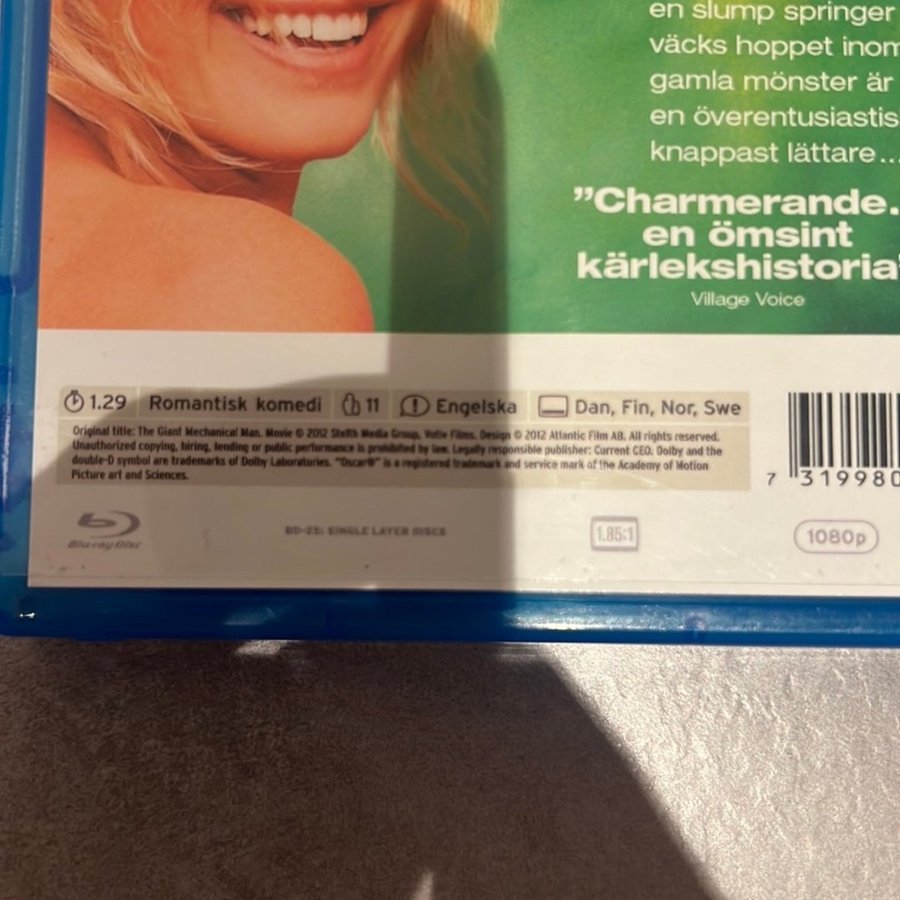 en slump springer
väcks hoppet inom
gamla mönster är
en överentusiastis
knappast lättare...
"Charmerande.
en ömsint
kärlekshistoria"
Village Voice
1.29 Romantisk komedi 11 Engelska Dan, Fin, Nor, Swe
Original title: The Giant Mechanical Man. Movie © 2012 Stealth Media Group, Votiv Films. Design © 2012 Atlantic Film AB. All rights reserved.
Unauthorized copying, hiring, lending or public performance is prohibited by law. Legally responsible publisher: Current CEO. Dolby and the
double-D symbol are trademarks of Dolby Laboratories. "Oscar®" is a registered trademark and service mark of the Academy of Motion
Picture art and Sciences.
7 319980
Blu-ray Disc
BD-25: SINGLE LAYER DISCS
1.85:1
1080p